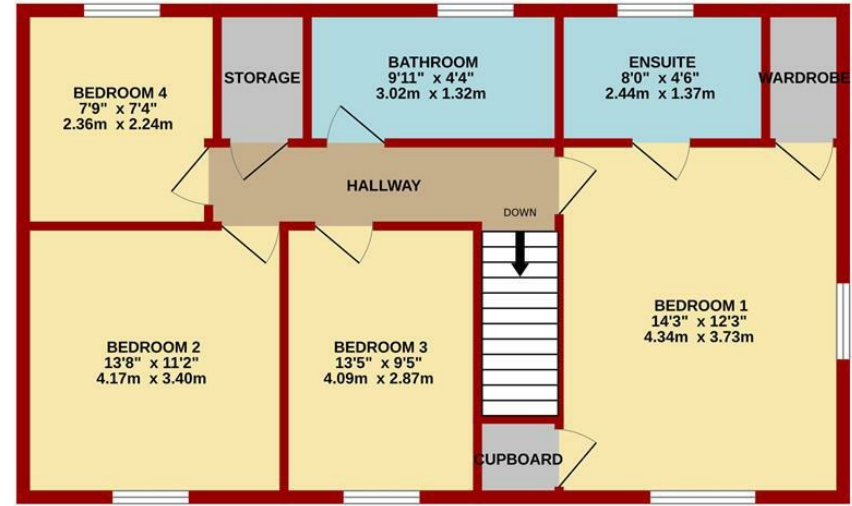 BEDROOM 4
7'9" x 7'4"
2.36m x 2.24m
STORAGE
BATHROOM
9'11" x 4'4"
3.02m x 1.32m
ENSUITE
8'0" x 4'6"
2.44m x 1.37m
WARDROBE
HALLWAY
DOWN
BEDROOM 2
13'8" x 11'2"
4.17m x 3.40m
BEDROOM 3
13'5" x 9'5"
4.09m x 2.87m
BEDROOM 1
14'3" x 12'3"
4.34m x 3.73m
CUPBOARD